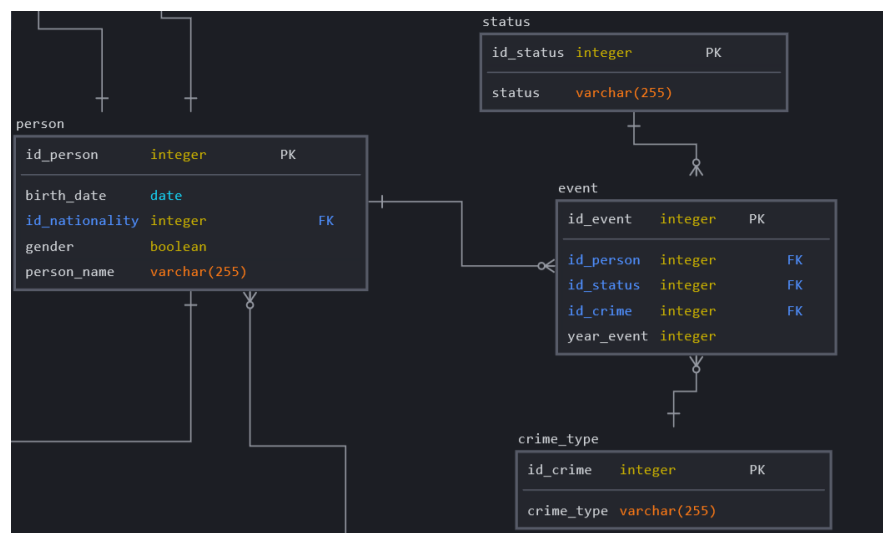 status
id_status integer PK
status varchar(255)
person
id_person integer PK
birth_date date
id_nationality integer FK
gender boolean
person_name varchar(255)
event
id_event integer PK
id_person integer FK
id_status integer FK
id_crime integer FK
year_event integer
crime_type
id_crime integer PK
crime_type varchar(255)